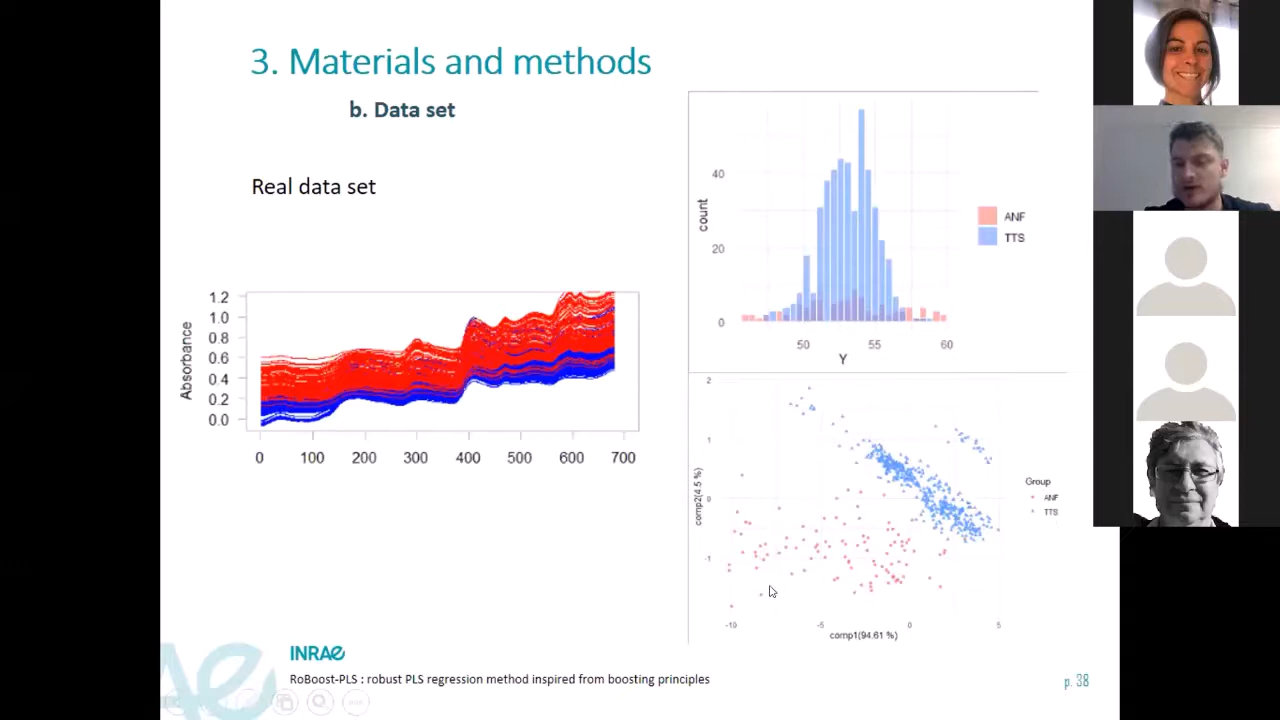 3. Materials and methods
b. Data set
Real data set
Absorbance
1.2
1.0
0.8
0.6
0.4
0.2
0.0
0 100 200 300 400 500 600 700
count
40
20
0
50 55 60
Y
ANF
TTS
comp2(4.5 %)
2
1
0
-1
-10 -5 0 5
comp1(94.61 %)
Group
ANF
TTS
INRAE
RoBoost-PLS : robust PLS regression method inspired from boosting principles
p. 38